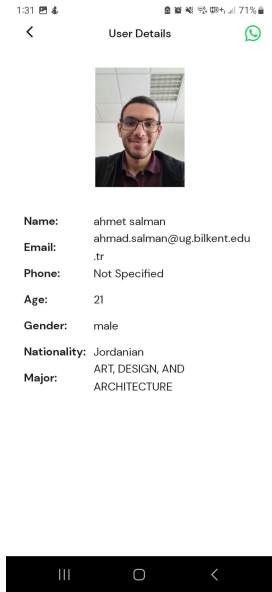 1:31 71%
User Details
Name: ahmet salman
Email: ahmad.salman@ug.bilkent.edu
.tr
Phone: Not Specified
Age: 21
Gender: male
Nationality: Jordanian
Major: ART, DESIGN, AND
ARCHITECTURE